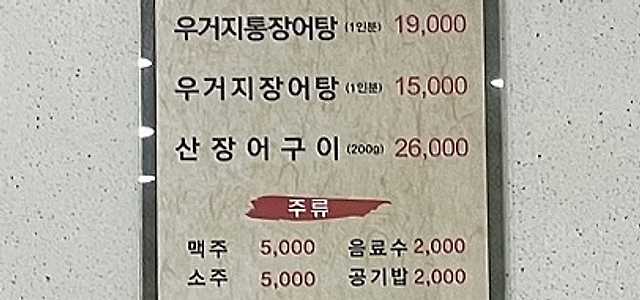 우거지통장어탕 (1인분) 19,000
우거지장어탕 (1인분) 15,000
산장어구이 (200g) 26,000
주류
맥주 5,000 음료수 2,000
소주 5,000 공기밥 2,000